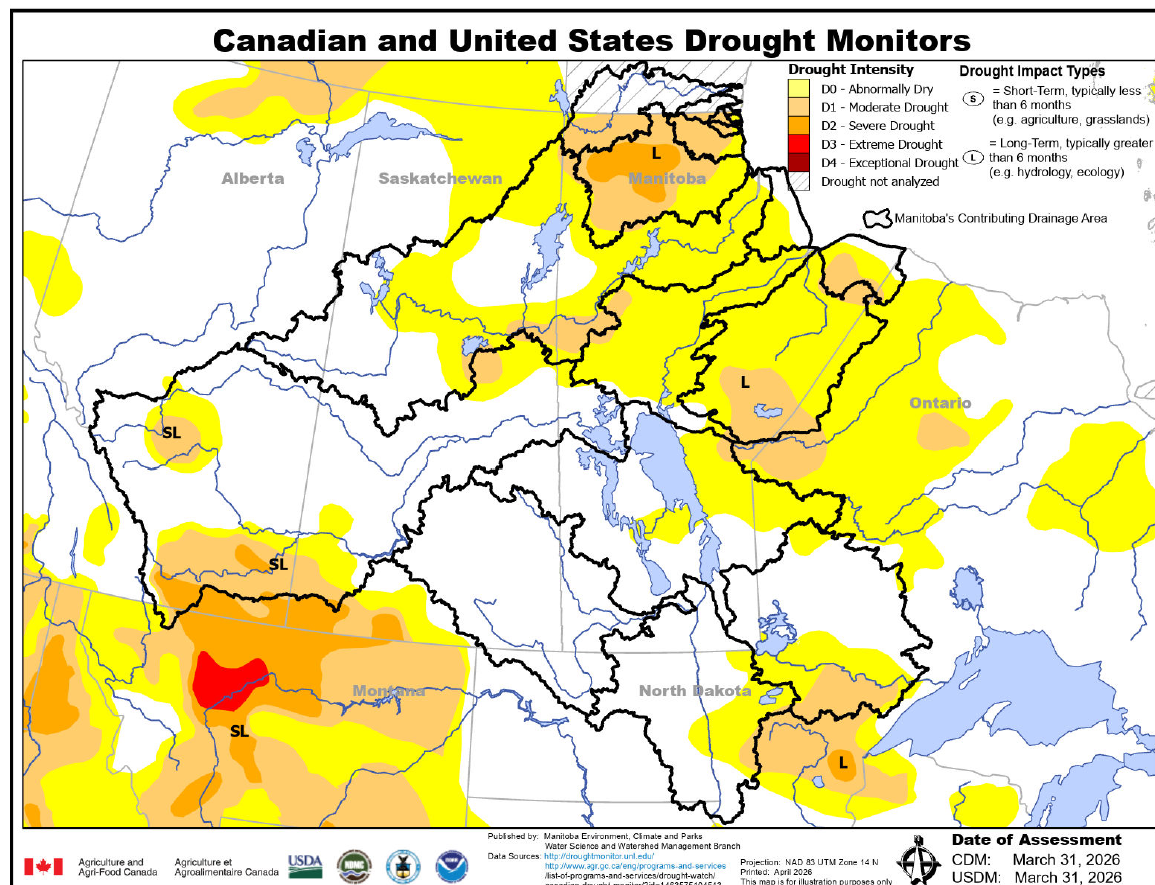 Canadian and United States Drought Monitors
Drought Intensity
D0 - Abnormally Dry
D1 - Moderate Drought
D2 - Severe Drought
D3 - Extreme Drought
D4 - Exceptional Drought
Drought not analyzed
Drought Impact Types
S
= Short-Term, typically less
than 6 months
(e.g. agriculture, grasslands)
L
= Long-Term, typically greater
than 6 months
(e.g. hydrology, ecology)
Manitoba's Contributing Drainage Area
Alberta
Saskatchewan
L
Manitoba
L
Ontario
SL
SL
Montana
North Dakota
SL
L
Agriculture and
Agri-Food Canada
Agriculture et
Agroalimentaire Canada
USDA
NDMC
Published by: Manitoba Environment, Climate and Parks
Water Science and Watershed Management Branch
Data Sources: http://droughtmonitor.unl.edu/
http://www.agr.gc.ca/eng/programs-and-services
/list-of-programs-and-services/drought-watch/
Projection: NAD 83 UTM Zone 14 N
Printed: April 2026
This map is for illustration purposes only
Date of Assessment
CDM: March 31, 2026
USDM: March 31, 2026